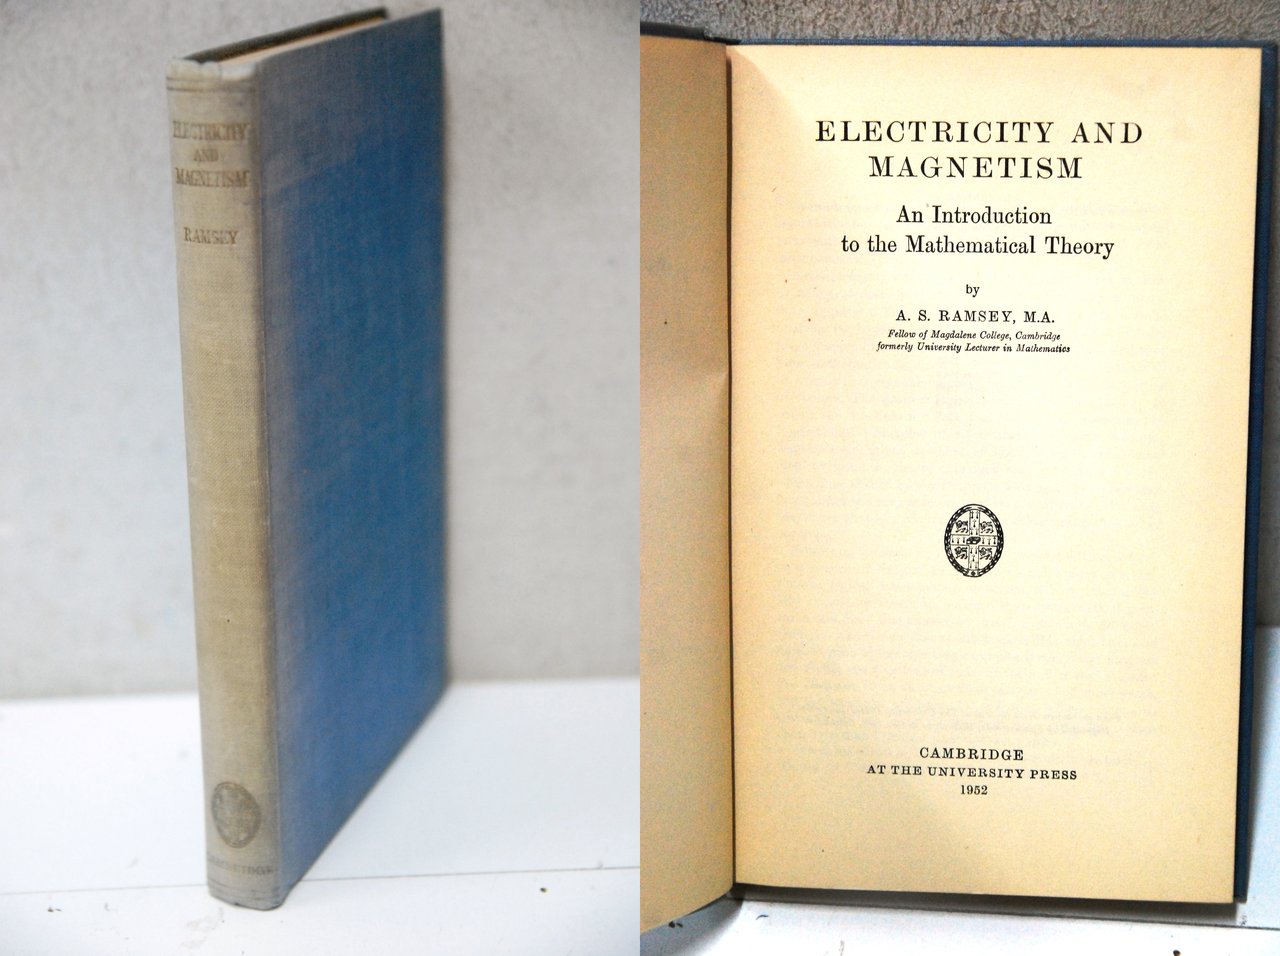 ELECTRICITY
AND
MAGNETISM
RAMSEY
CAMBRIDGE
ELECTRICITY AND
MAGNETISM
An Introduction
to the Mathematical Theory
by
A. S. RAMSEY, M.A.
Fellow of Magdalene College, Cambridge
formerly University Lecturer in Mathematics
CAMBRIDGE
AT THE UNIVERSITY PRESS
1952